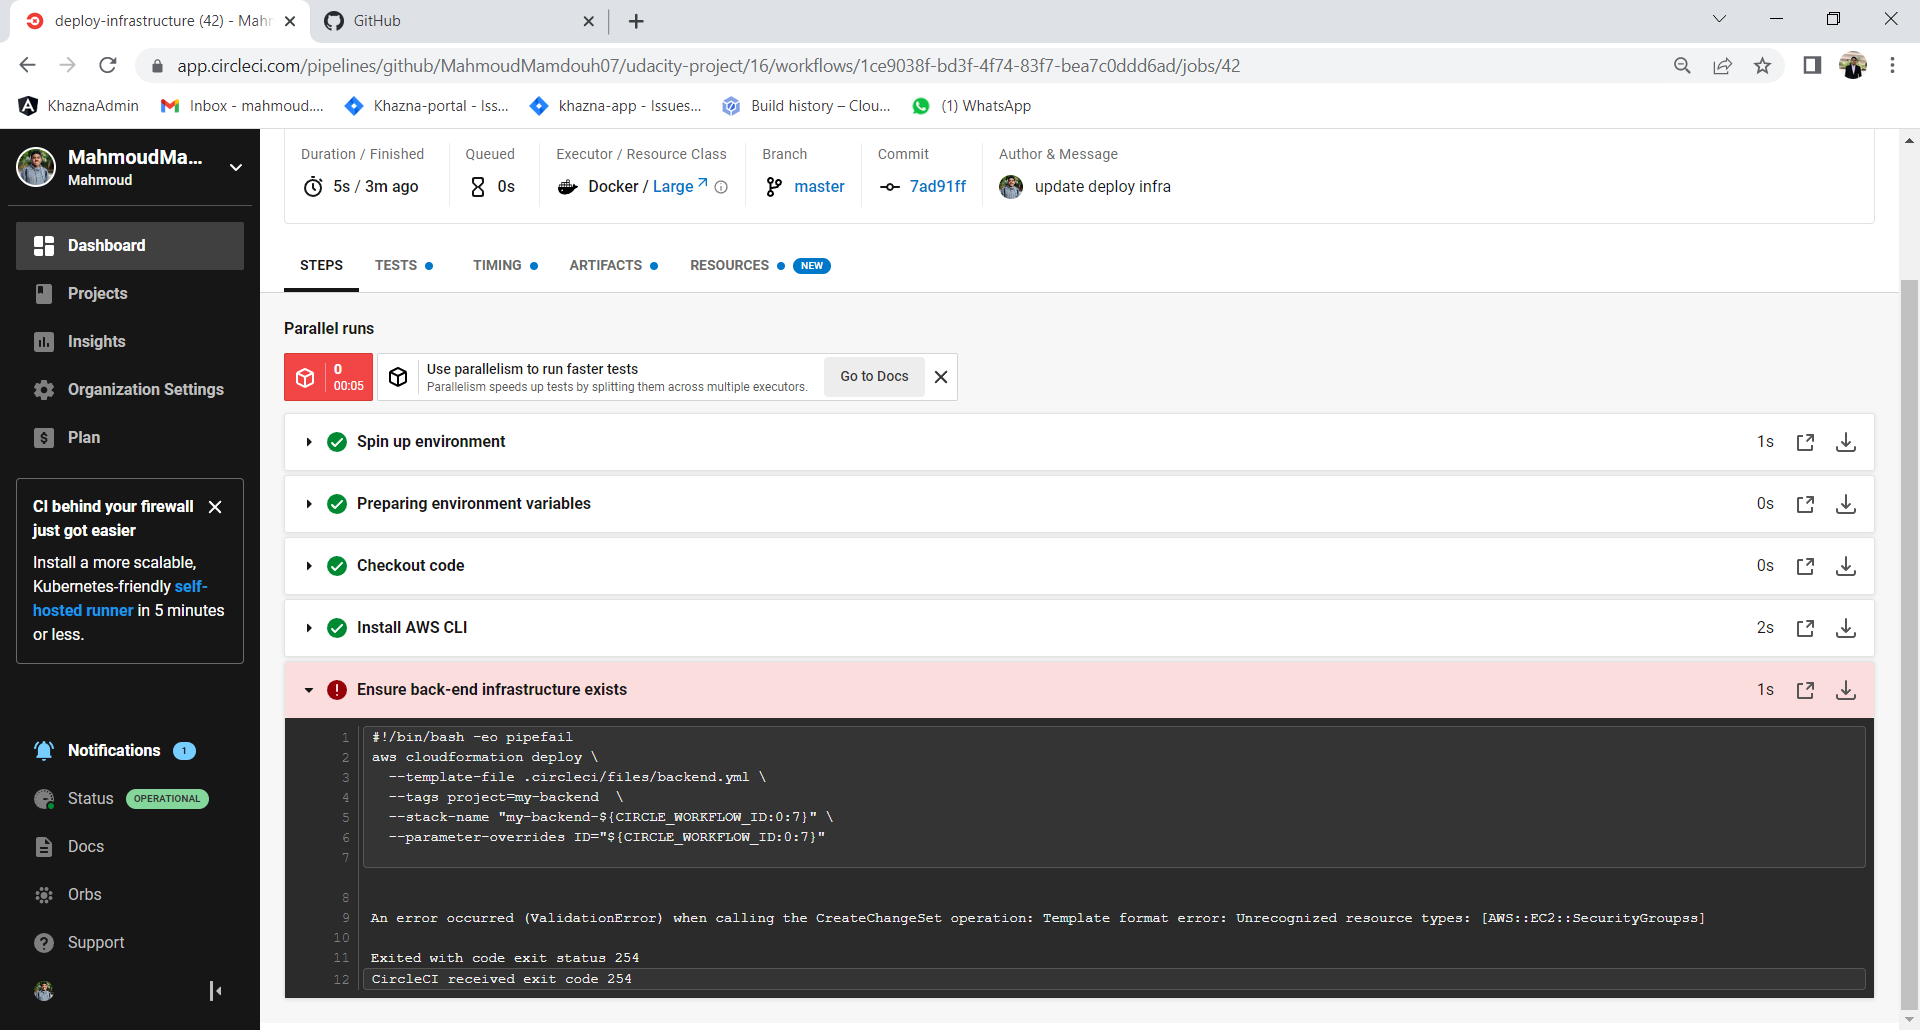 deploy-infrastructure (42) - Mahm
GitHub
app.circleci.com/pipelines/github/MahmoudMamdouh07/udacity-project/16/workflows/1ce9038f-bd3f-4f74-83f7-bea7c0ddd6ad/jobs/42
KhaznaAdmin
Inbox - mahmoud....
Khazna-portal - Iss...
khazna-app - Issues...
Build history – Clou...
(1) WhatsApp
MahmoudMa...
Mahmoud
Dashboard
Projects
Insights
Organization Settings
Plan
CI behind your firewall
just got easier
Install a more scalable,
Kubernetes-friendly self-
hosted runner in 5 minutes
or less.
Notifications 1
Status OPERATIONAL
Docs
Orbs
Support
Duration / Finished
5s / 3m ago
Queued
0s
Executor / Resource Class
Docker / Large
Branch
master
Commit
7ad91ff
Author & Message
update deploy infra
STEPS
TESTS
TIMING
ARTIFACTS
RESOURCES NEW
Parallel runs
0
00:05
Use parallelism to run faster tests
Parallelism speeds up tests by splitting them across multiple executors.
Go to Docs
Spin up environment 1s
Preparing environment variables 0s
Checkout code 0s
Install AWS CLI 2s
Ensure back-end infrastructure exists 1s
1 #!/bin/bash -eo pipefail
2 aws cloudformation deploy \
3 --template-file .circleci/files/backend.yml \
4 --tags project=my-backend \
5 --stack-name "my-backend-${CIRCLE_WORKFLOW_ID:0:7}" \
6 --parameter-overrides ID="${CIRCLE_WORKFLOW_ID:0:7}"
7
8
9 An error occurred (ValidationError) when calling the CreateChangeSet operation: Template format error: Unrecognized resource types: [AWS::EC2::SecurityGroupss]
10
11 Exited with code exit status 254
12 CircleCI received exit code 254